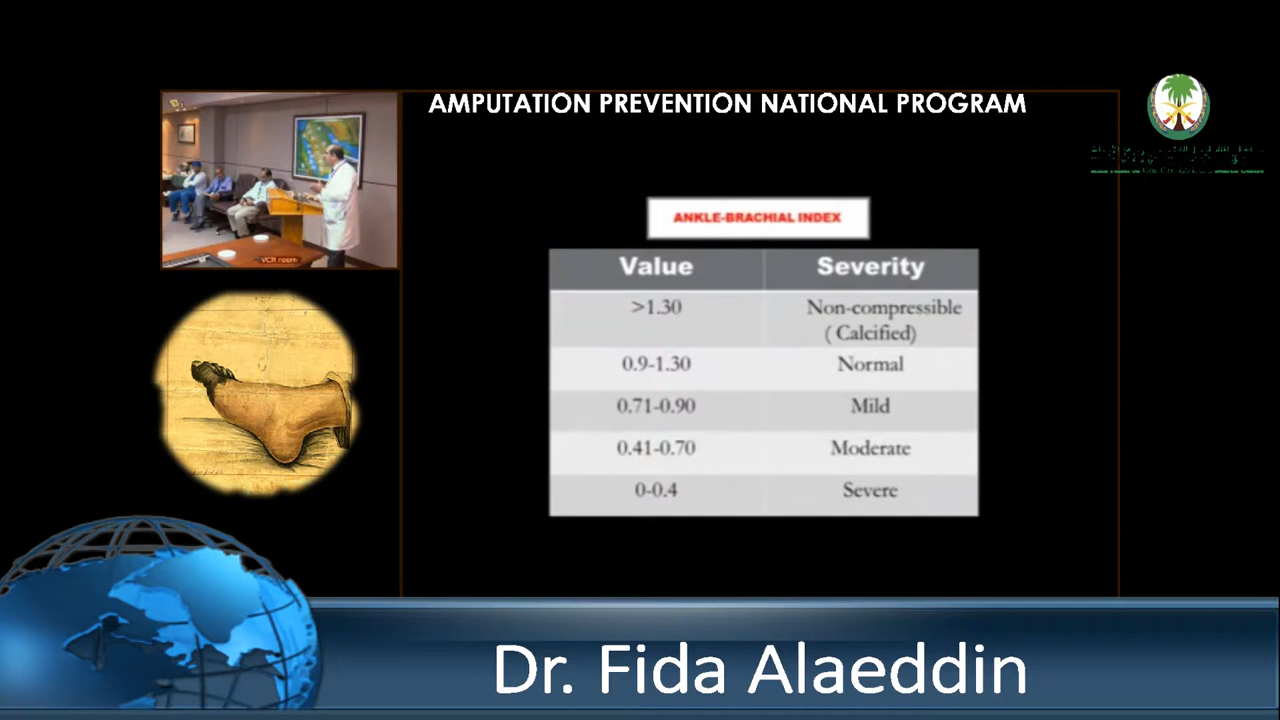 AMPUTATION PREVENTION NATIONAL PROGRAM
VCR room
ANKLE-BRACHIAL INDEX
Value Severity
>1.30 Non-compressible
( Calcified)
0.9-1.30 Normal
0.71-0.90 Mild
0.41-0.70 Moderate
0-0.4 Severe
Dr. Fida Alaeddin